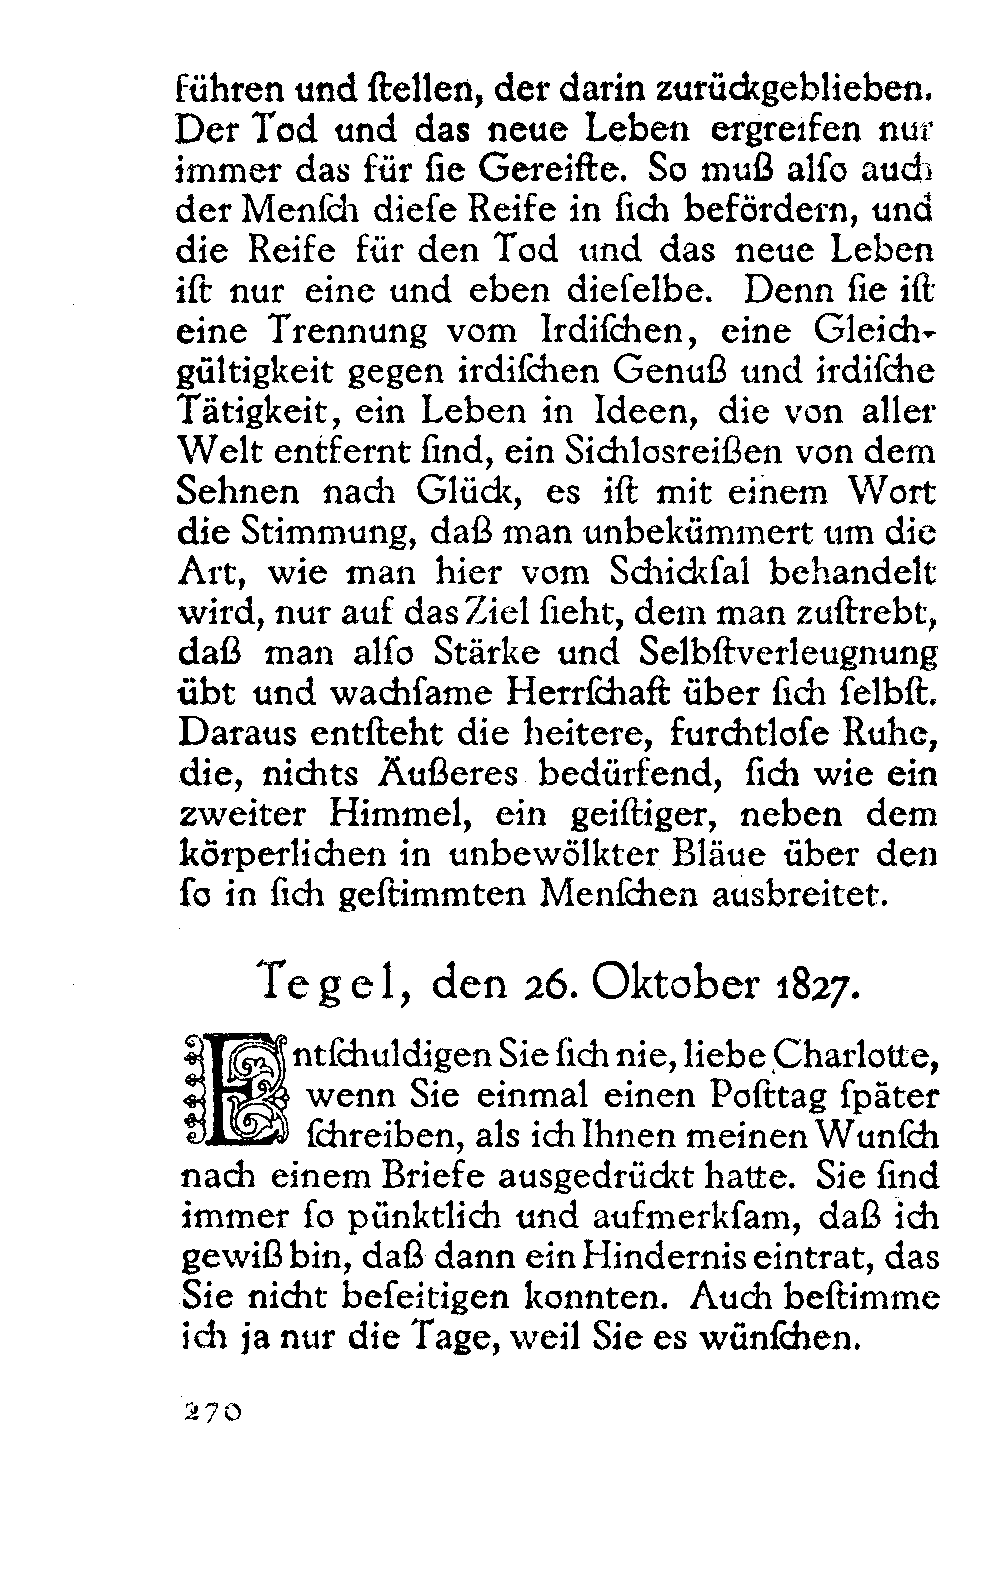 führen und ſtellen, der darin zurückgeblieben.
Der Tod und das neue Leben ergreifen nur
immer das für ſie Gereifte. So muß alſo auch
der Menſch dieſe Reife in ſich befördern, und
die Reife für den Tod und das neue Leben
iſt nur eine und eben dieſelbe. Denn ſie iſt
eine Trennung vom Irdiſchen, eine Gleich-
gültigkeit gegen irdiſchen Genuß und irdiſche
Tätigkeit, ein Leben in Ideen, die von aller
Welt entfernt ſind, ein Sichlosreißen von dem
Sehnen nach Glück, es iſt mit einem Wort
die Stimmung, daß man unbekümmert um die
Art, wie man hier vom Schickſal behandelt
wird, nur auf das Ziel ſieht, dem man zuſtrebt,
daß man alſo Stärke und Selbſtverleugnung
übt und wachſame Herrſchaft über ſich ſelbſt.
Daraus entſteht die heitere, furchtloſe Ruhe,
die, nichts Äußeres bedürfend, ſich wie ein
zweiter Himmel, ein geiſtiger, neben dem
körperlichen in unbewölkter Bläue über den
ſo in ſich geſtimmten Menſchen ausbreitet.
Tegel, den 26. Oktober 1827.
Entſchuldigen Sie ſich nie, liebe Charlotte,
wenn Sie einmal einen Poſttag ſpäter
ſchreiben, als ich Ihnen meinen Wunſch
nach einem Briefe ausgedrückt hatte. Sie ſind
immer ſo pünktlich und aufmerkſam, daß ich
gewiß bin, daß dann ein Hindernis eintrat, das
Sie nicht beſeitigen konnten. Auch beſtimme
ich ja nur die Tage, weil Sie es wünſchen.
270